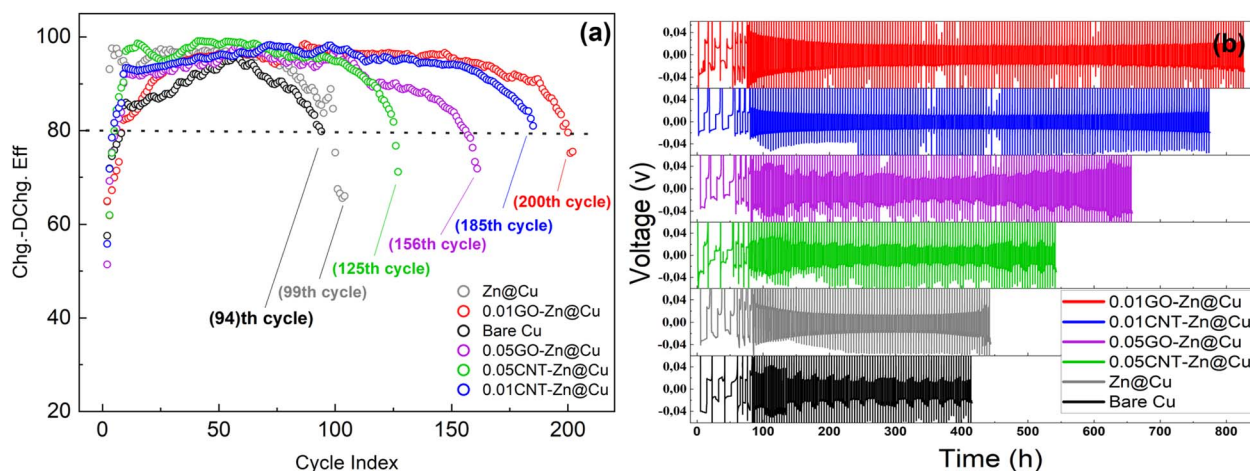 (a)
100
80
60
40
20
Chg.-DChg. Eff
0
50
100
150
200
Cycle Index
(200th cycle)
(185th cycle)
(156th cycle)
(125th cycle)
(99th cycle)
(94)th cycle)
Zn@Cu
0.01GO-Zn@Cu
Bare Cu
0.05GO-Zn@Cu
0.05CNT-Zn@Cu
0.01CNT-Zn@Cu
(b)
Voltage (v)
0,04
0,00
-0,04
0,04
0,00
-0,04
0,04
0,00
-0,04
0,04
0,00
-0,04
0,04
0,00
-0,04
0,04
0,00
-0,04
0.01GO-Zn@Cu
0.01CNT-Zn@Cu
0.05GO-Zn@Cu
0.05CNT-Zn@Cu
Zn@Cu
Bare Cu
0
100
200
300
400
500
600
700
800
Time (h)